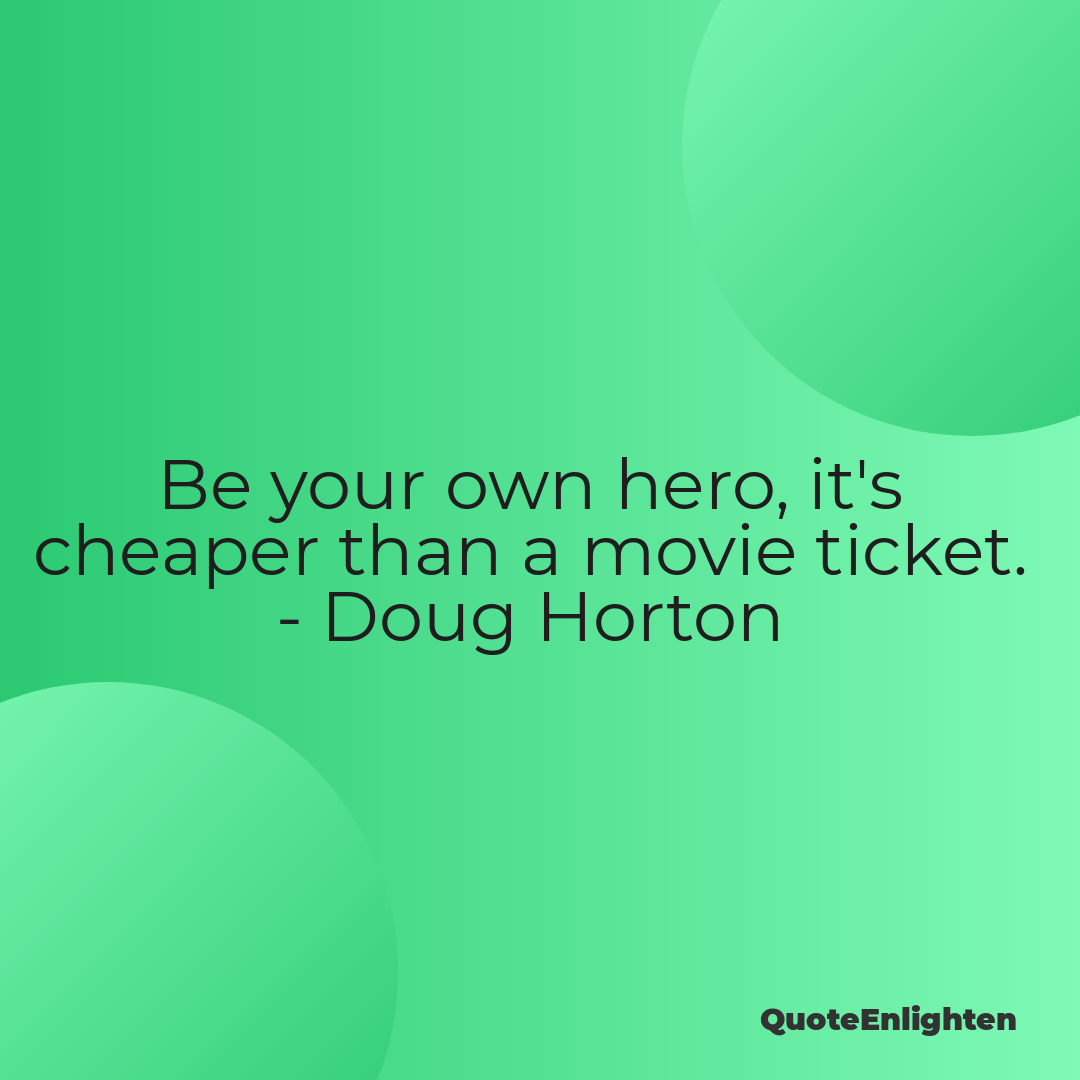 Be your own hero, it's
cheaper than a movie ticket.
- Doug Horton
QuoteEnlighten